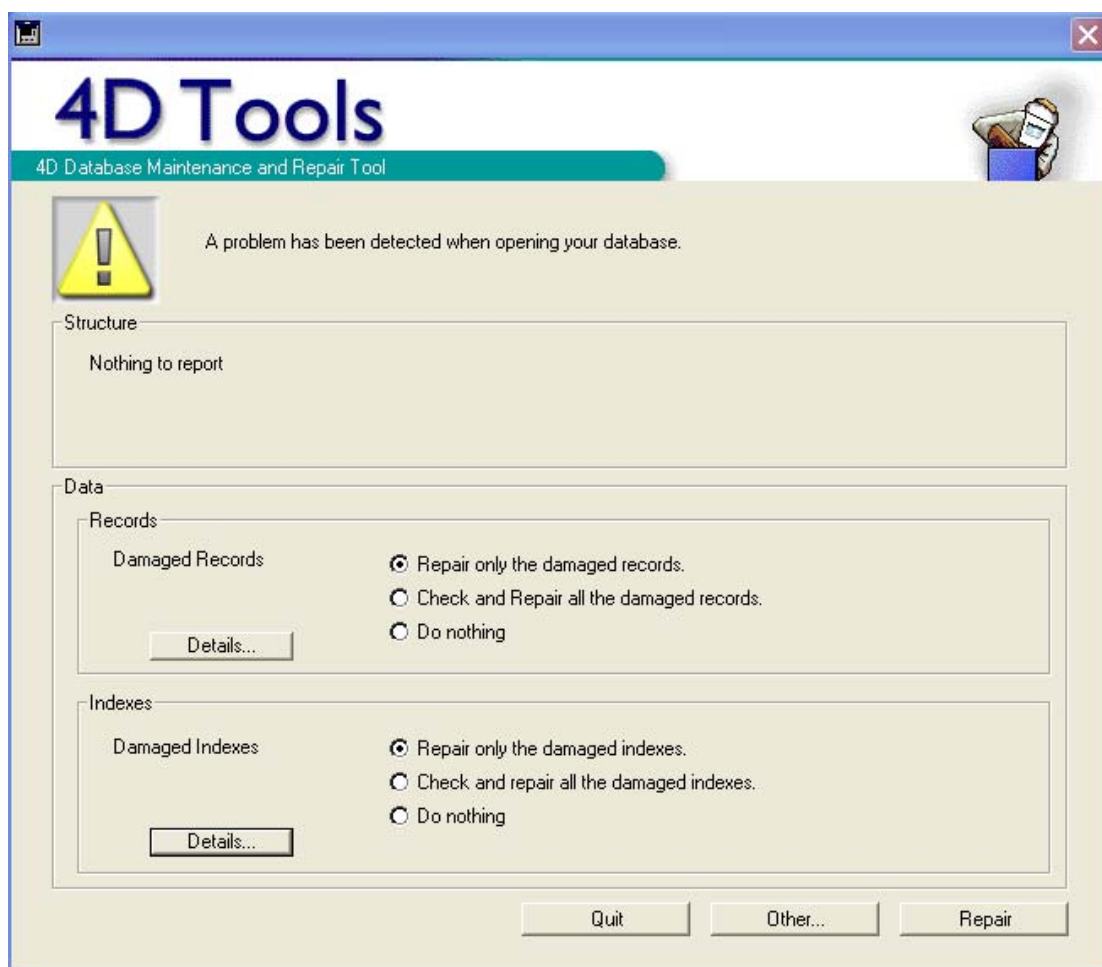 4D Tools
4D Database Maintenance and Repair Tool
A problem has been detected when opening your database.
Structure
Nothing to report
Data
Records
Damaged Records
Repair only the damaged records.
Check and Repair all the damaged records.
Do nothing
Details...
Indexes
Damaged Indexes
Repair only the damaged indexes.
Check and repair all the damaged indexes.
Do nothing
Details...
Quit
Other...
Repair